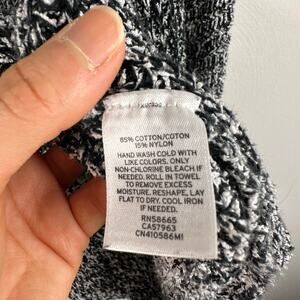 85% COTTON/COTON
15% NYLON
HAND WASH COLD WITH
LIKE COLORS. ONLY
NON-CHLORINE BLEACH IF
NEEDED. ROLL IN TOWEL
TO REMOVE EXCESS
MOISTURE. RESHAPE, LAY
FLAT TO DRY. COOL IRON
IF NEEDED.
RN58665
CA57963
CN410586MI